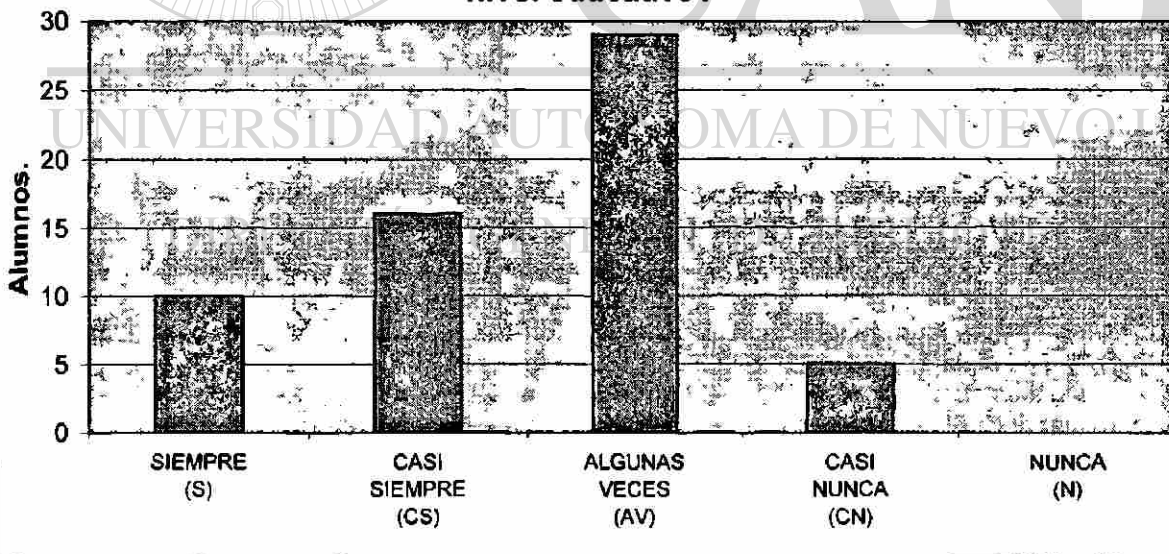 30
25
20
15
10
5
0
Alumnos.
UNIVERSIDAD AUTÓNOMA DE NUEVO
SIEMPRE
(S)
CASI
SIEMPRE
(CS)
ALGUNAS
VECES
(AV)
CASI
NUNCA
(CN)
NUNCA
(N)